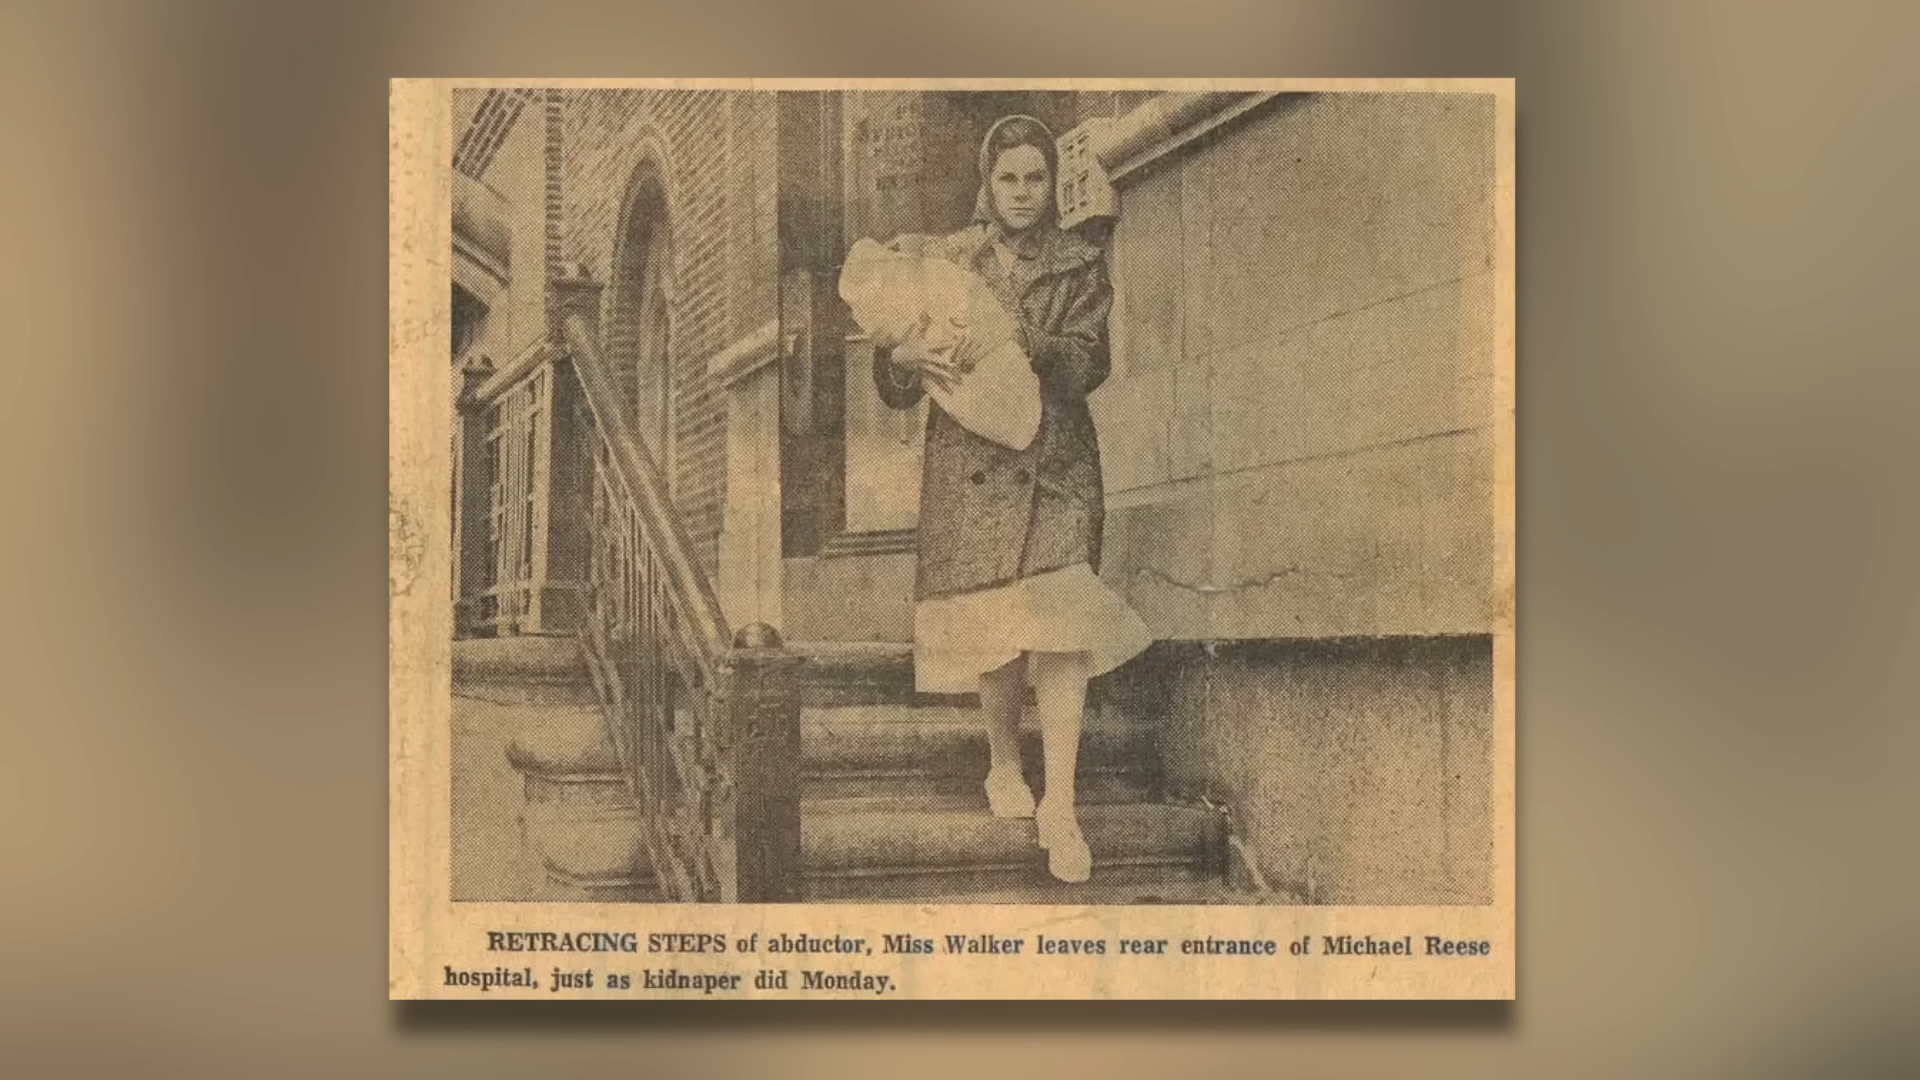 RETRACING STEPS of abductor, Miss Walker leaves rear entrance of Michael Reese
hospital, just as kidnaper did Monday.